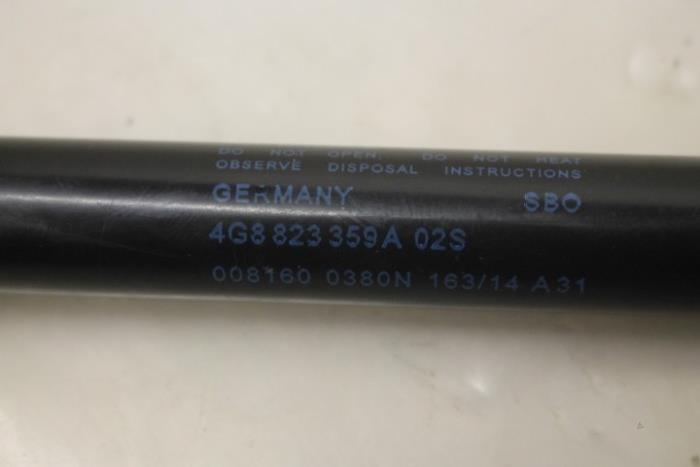 DO NOT OPEN, DO NOT HEAT
OBSERVE DISPOSAL INSTRUCTIONS
GERMANY SBO
4G8 823 359 A 02S
008160 0380N 163/14 A31